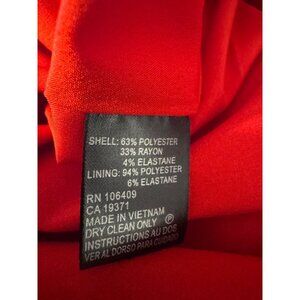 SHELL: 63% POLYESTER
33% RAYON
4% ELASTANE
LINING: 94% POLYESTER
6% ELASTANE
RN 106409
CA 19371
MADE IN VIETNAM
DRY CLEAN ONLY Ⓟ
INSTRUCTIONS AU DOS
VER AL DORSO PARA CUIDADO